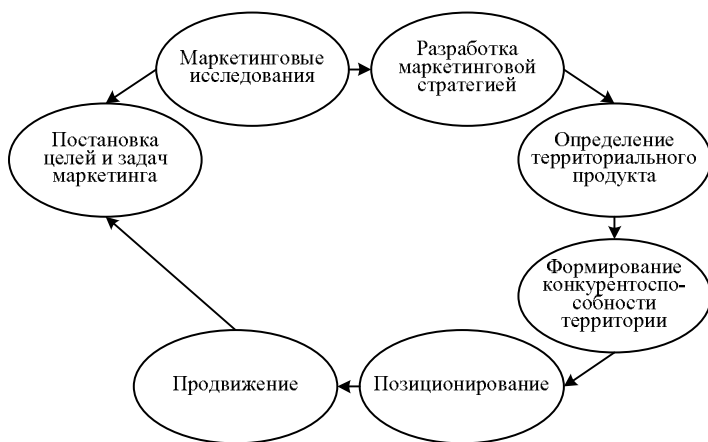 Маркетинговые
исследования
Разработка
маркетинговой
стратегией
Постановка
целей и задач
маркетинга
Определение
территориального
продукта
Формирование
конкурентоспо-
собности
территории
Продвижение
Позиционирование